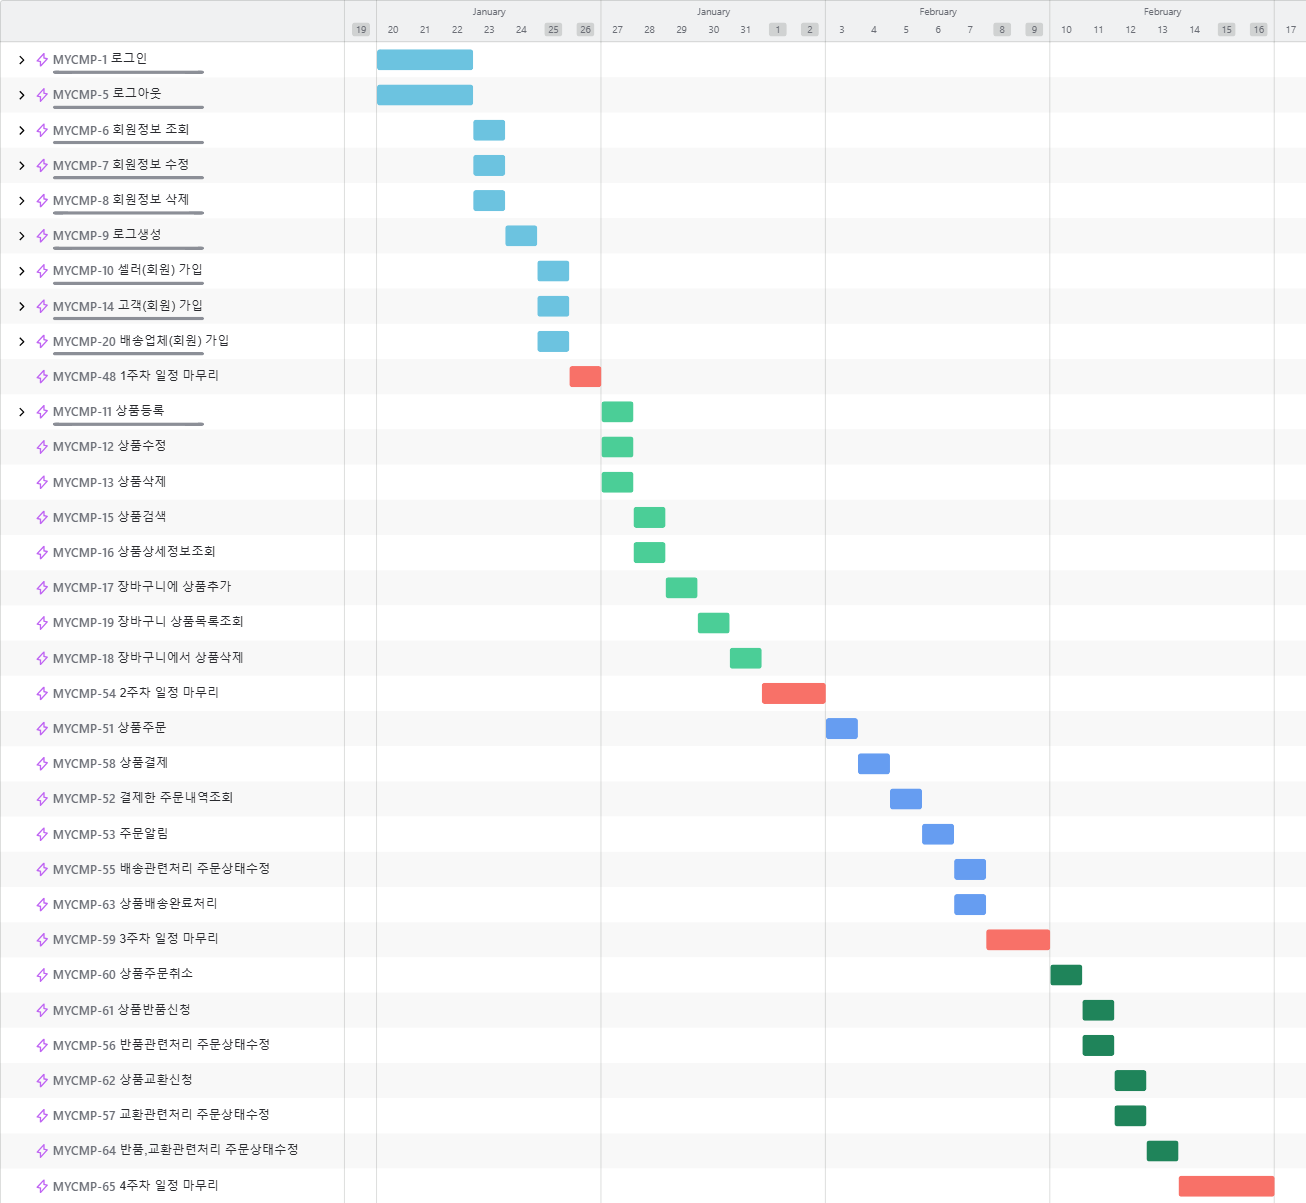 January January February February
19 20 21 22 23 24 25 26 27 28 29 30 31 1 2 3 4 5 6 7 8 9 10 11 12 13 14 15 16 17
MYCMP-1 로그인
MYCMP-5 로그아웃
MYCMP-6 회원정보 조회
MYCMP-7 회원정보 수정
MYCMP-8 회원정보 삭제
MYCMP-9 로그생성
MYCMP-10 셀러(회원) 가입
MYCMP-14 고객(회원) 가입
MYCMP-20 배송업체(회원) 가입
MYCMP-48 1주차 일정 마무리
MYCMP-11 상품등록
MYCMP-12 상품수정
MYCMP-13 상품삭제
MYCMP-15 상품검색
MYCMP-16 상품상세정보조회
MYCMP-17 장바구니에 상품추가
MYCMP-19 장바구니 상품목록조회
MYCMP-18 장바구니에서 상품삭제
MYCMP-54 2주차 일정 마무리
MYCMP-51 상품주문
MYCMP-58 상품결제
MYCMP-52 결제한 주문내역조회
MYCMP-53 주문알림
MYCMP-55 배송관련처리 주문상태수정
MYCMP-63 상품배송완료처리
MYCMP-59 3주차 일정 마무리
MYCMP-60 상품주문취소
MYCMP-61 상품반품신청
MYCMP-56 반품관련처리 주문상태수정
MYCMP-62 상품교환신청
MYCMP-57 교환관련처리 주문상태수정
MYCMP-64 반품,교환관련처리 주문상태수정
MYCMP-65 4주차 일정 마무리